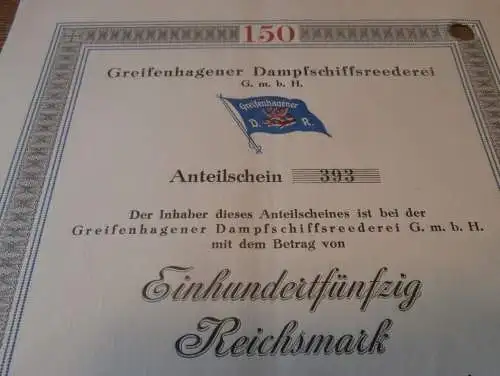 150
Greifenhagener Dampfschiffsreederei
G. m. b. H.
Greifenhagener
D. R.
Anteilschein 393
Der Inhaber dieses Anteilscheines ist bei der
Greifenhagener Dampfschiffsreederei G. m. b. H.
mit dem Betrag von
Einhundertfünfzig
Reichsmark